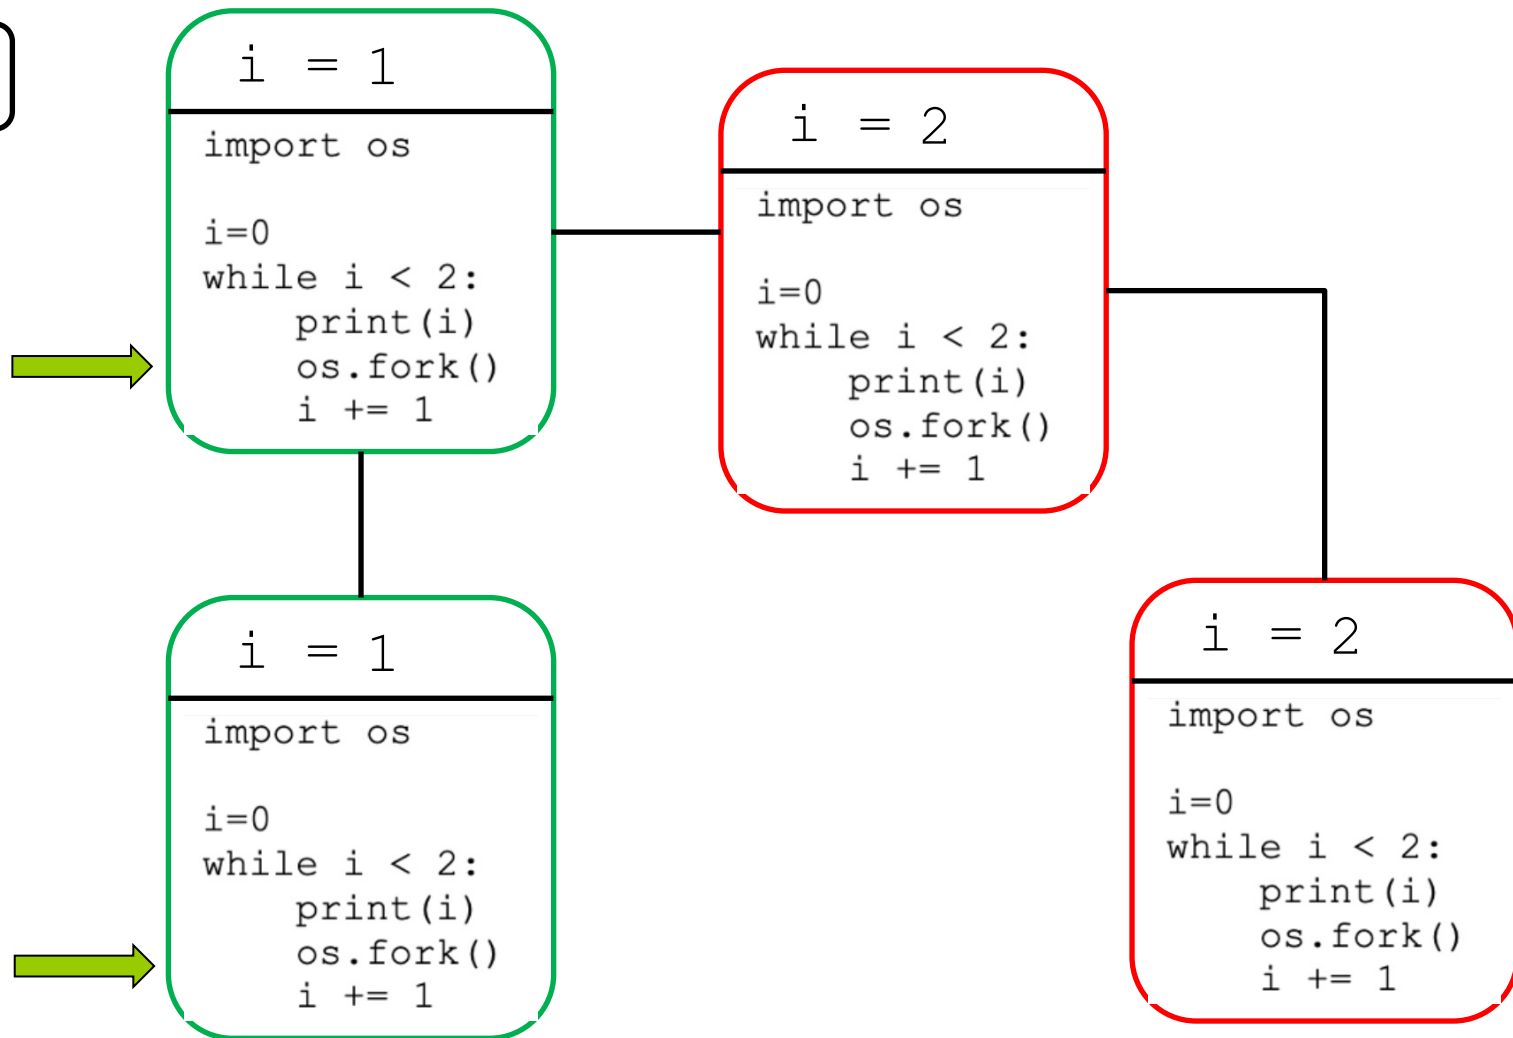 i = 1
import os
i=0
while i < 2:
print(i)
os.fork()
i += 1
i = 2
import os
i=0
while i < 2:
print(i)
os.fork()
i += 1
i = 1
import os
i=0
while i < 2:
print(i)
os.fork()
i += 1
i = 2
import os
i=0
while i < 2:
print(i)
os.fork()
i += 1